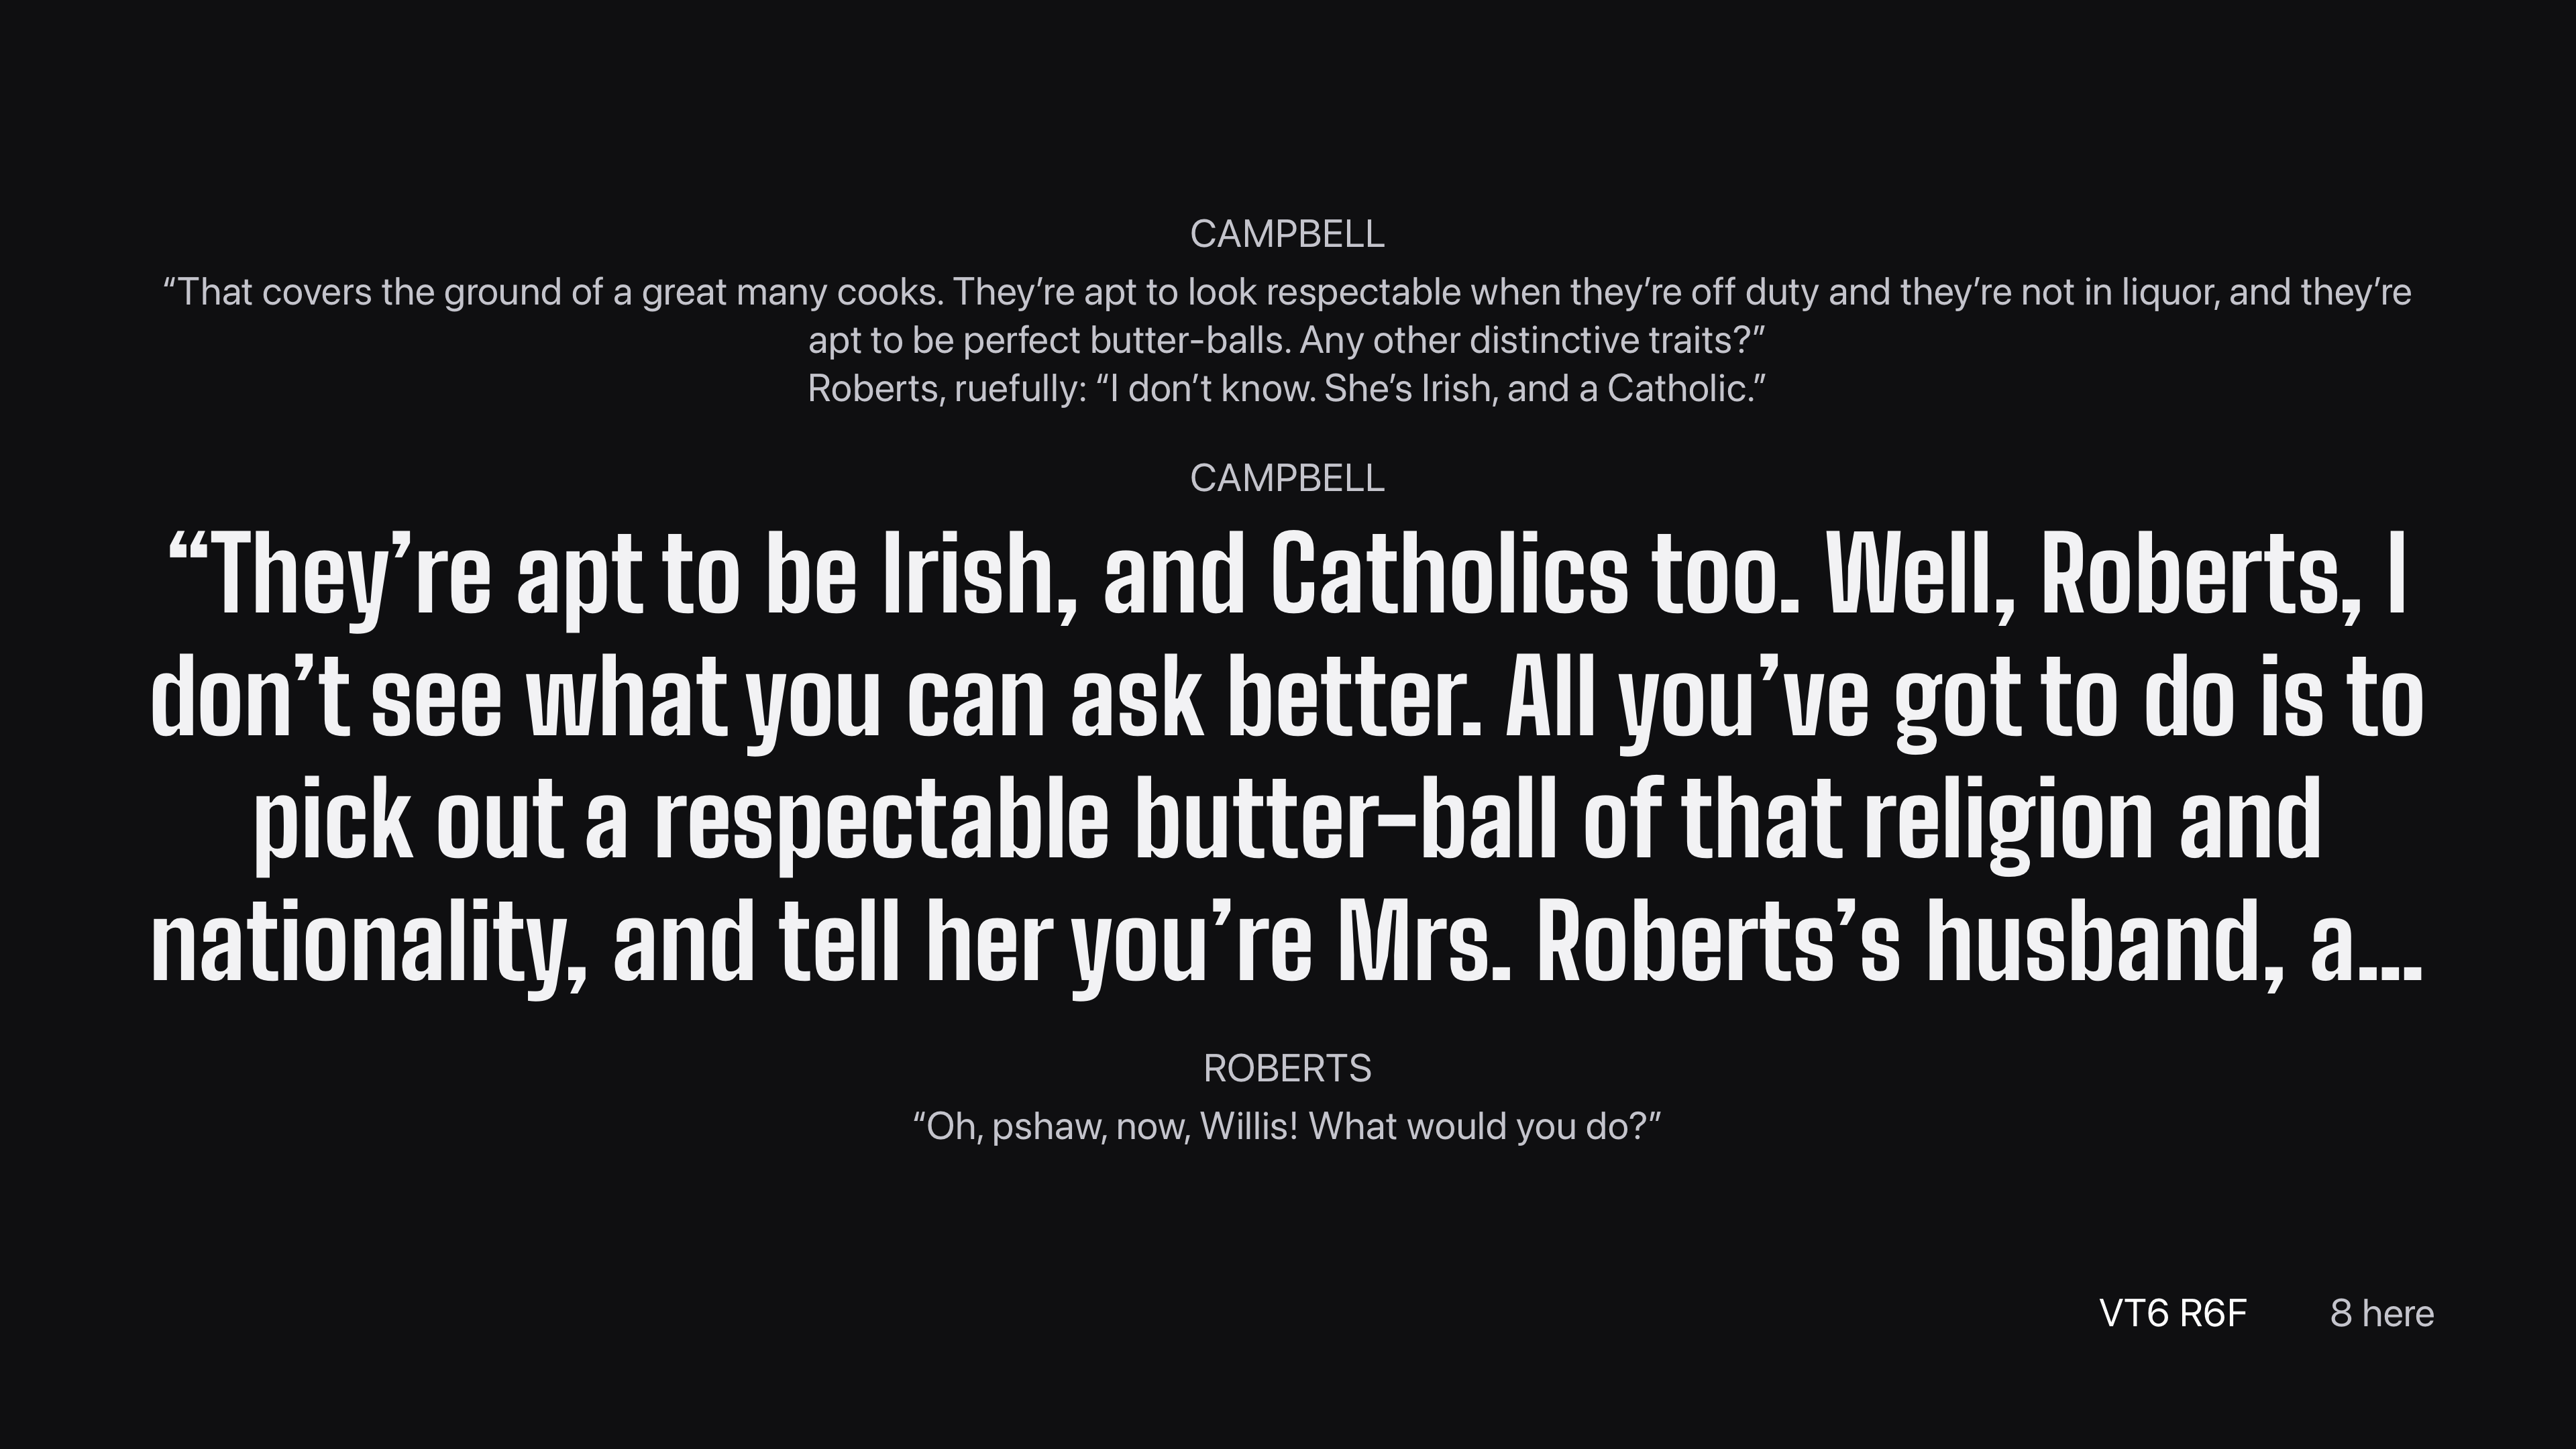 CAMPBELL
“That covers the ground of a great many cooks. They’re apt to look respectable when they’re off duty and they’re not in liquor, and they’re
apt to be perfect butter-balls. Any other distinctive traits?”
Roberts, ruefully: “I don’t know. She’s Irish, and a Catholic.”
CAMPBELL
“They’re apt to be Irish, and Catholics too. Well, Roberts, I
don’t see what you can ask better. All you’ve got to do is to
pick out a respectable butter-ball of that religion and
nationality, and tell her you’re Mrs. Roberts’s husband, a…
ROBERTS
“Oh, pshaw, now, Willis! What would you do?”
VT6 R6F 8 here